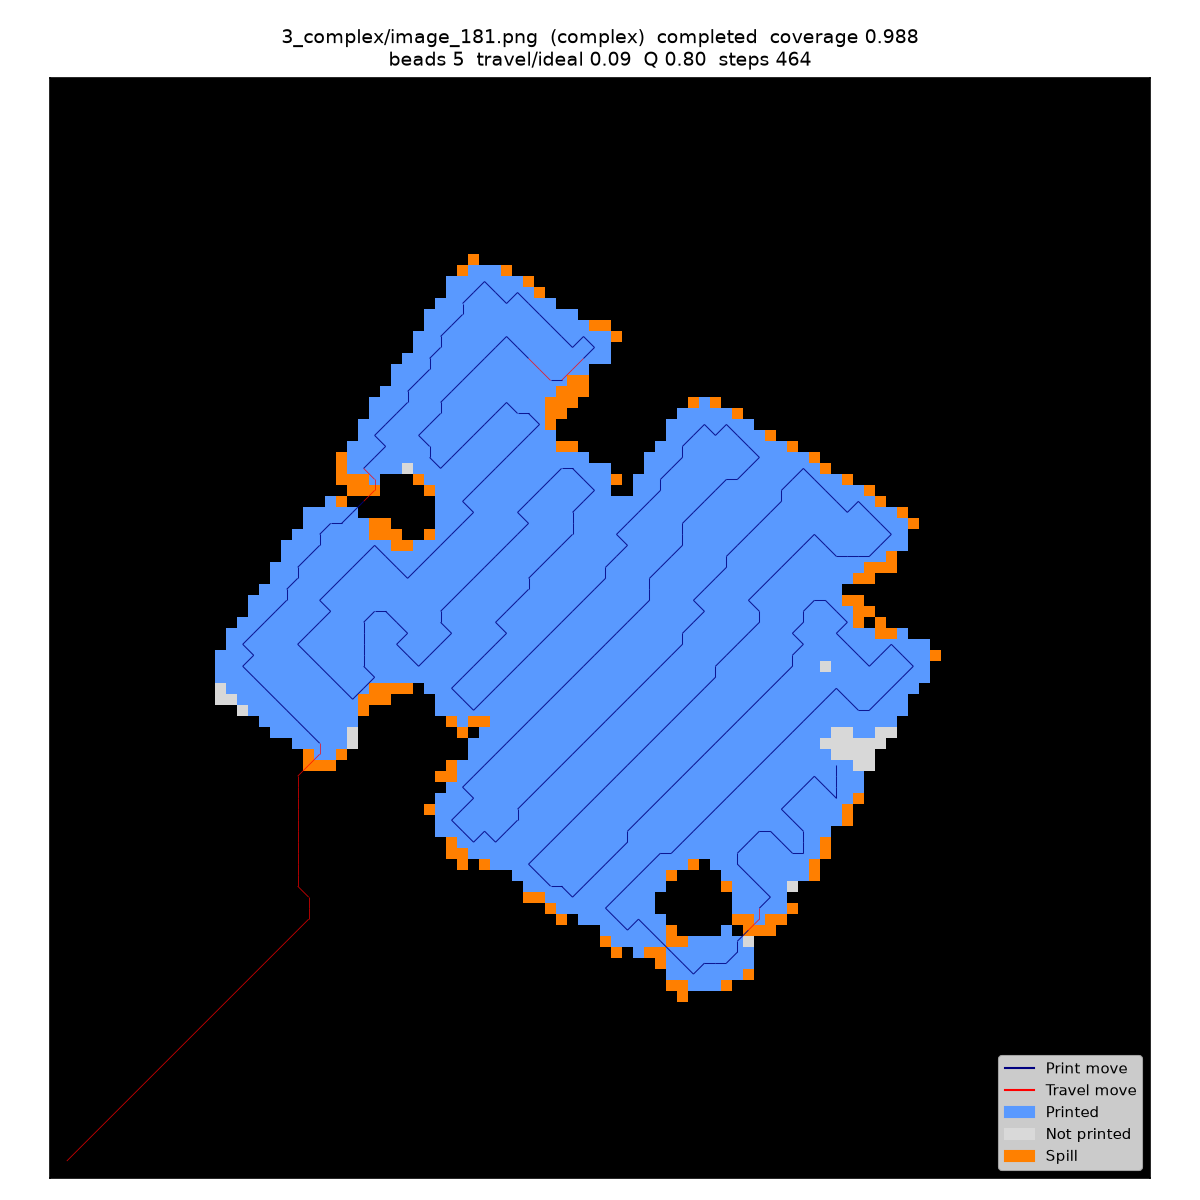 3_complex/image_181.png  (complex)  completed  coverage 0.988
beads 5  travel/ideal 0.09  Q 0.80  steps 464
Print move
Travel move
Printed
Not printed
Spill